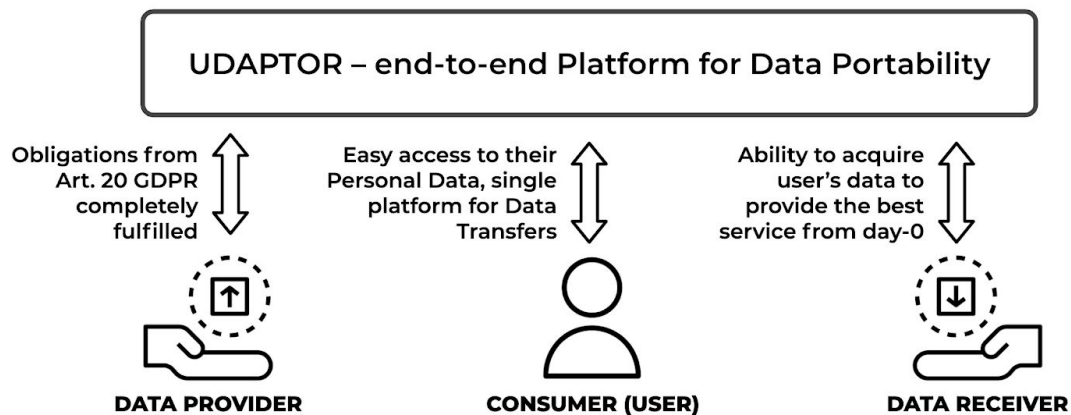 UDAPTOR – end-to-end Platform for Data Portability
Obligations from
Art. 20 GDPR
completely
fulfilled
Easy access to their
Personal Data, single
platform for Data
Transfers
Ability to acquire
user’s data to
provide the best
service from day-0
DATA PROVIDER
CONSUMER (USER)
DATA RECEIVER